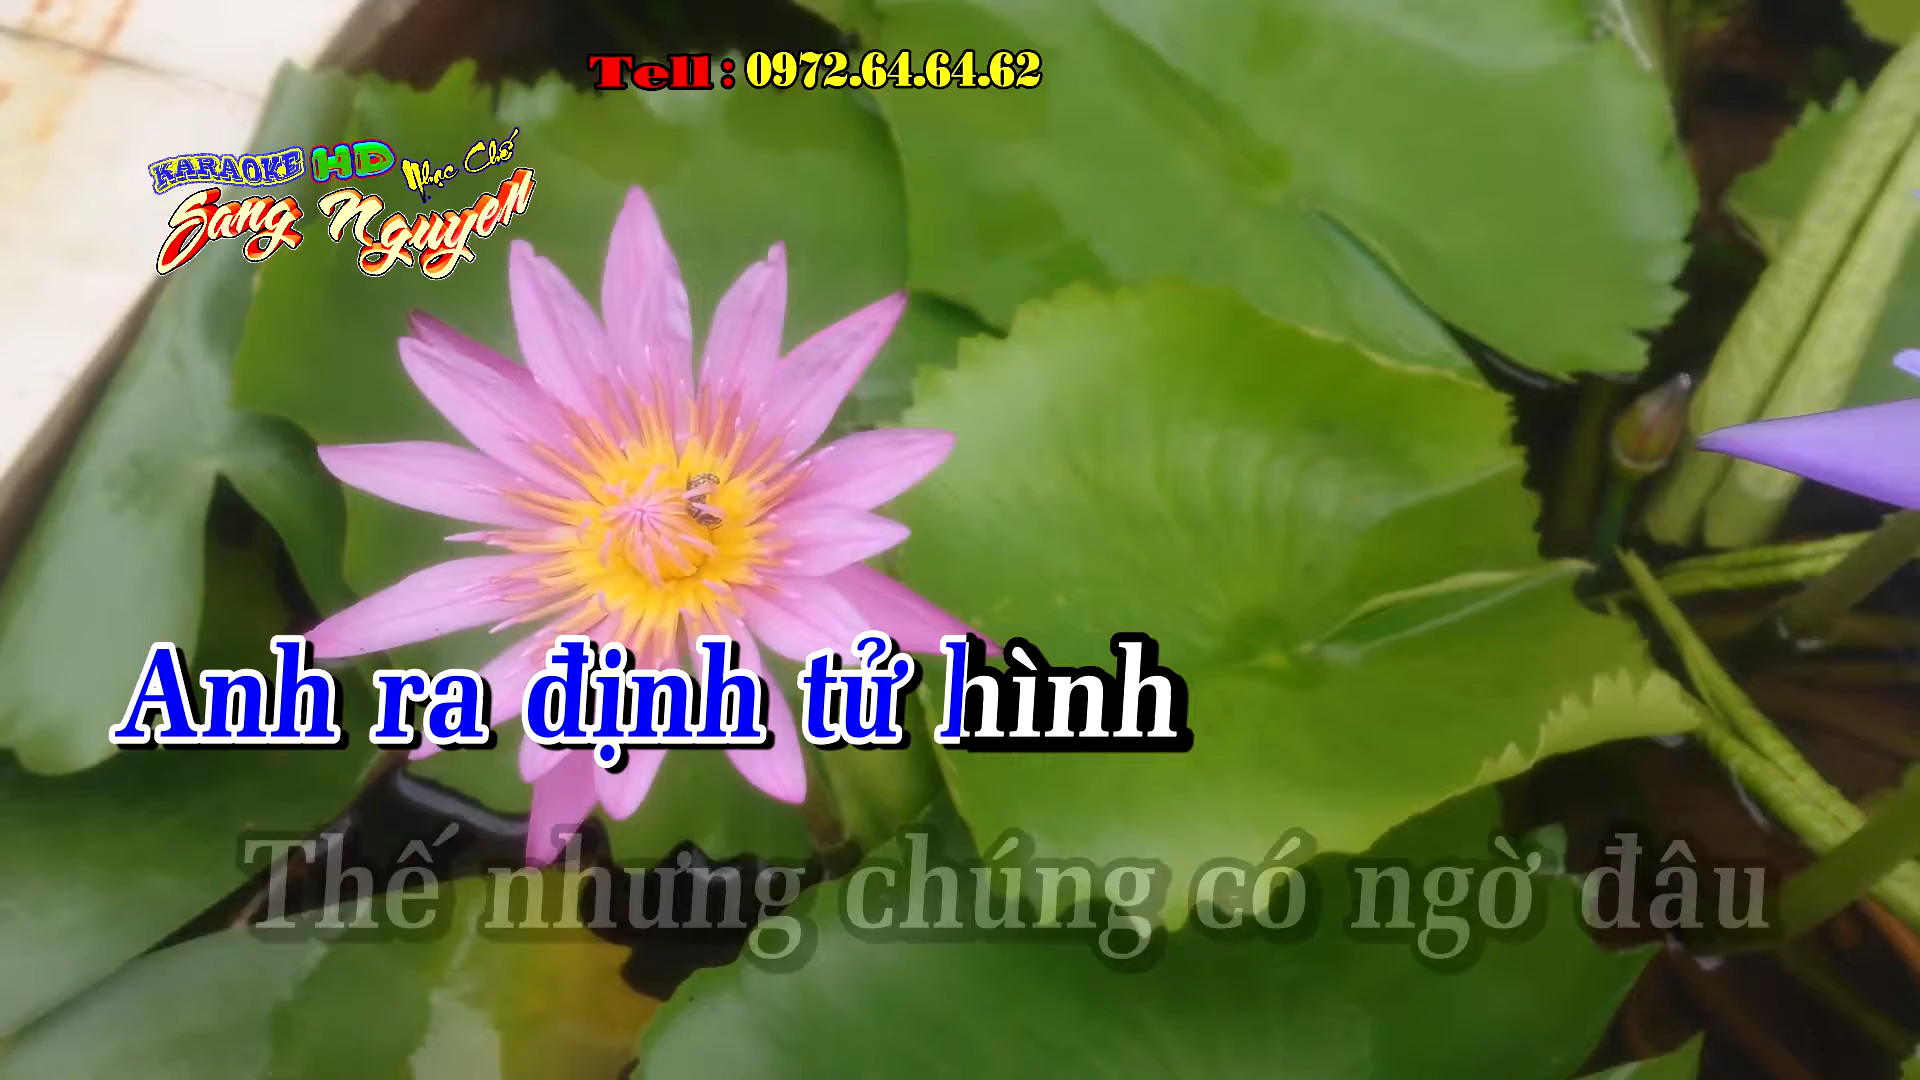 Tell : 0972.64.64.62
KARAOKE HD Nhạc Chế
Sang Nguyen
Anh ra định tử hình
Thế nhưng chúng có ngờ đâu